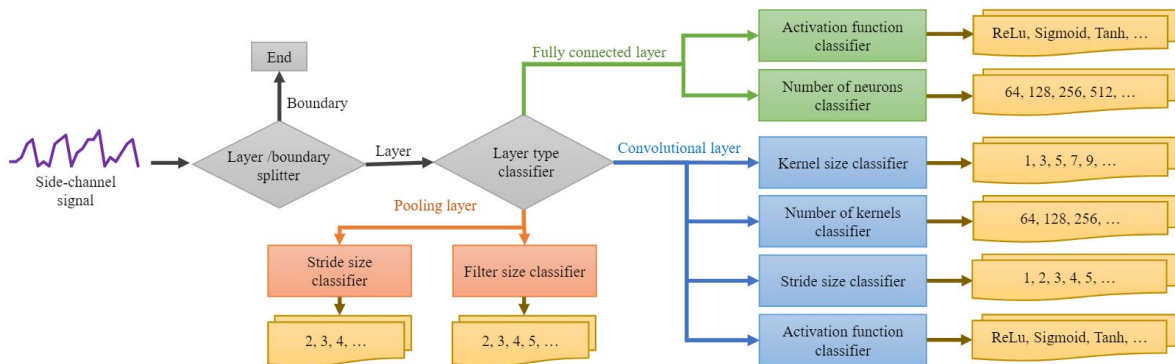 End
Boundary
Side-channel
signal
Layer /boundary
splitter
Layer
Layer type
classifier
Fully connected layer
Activation function
classifier
ReLu, Sigmoid, Tanh, …
Number of neurons
classifier
64, 128, 256, 512, …
Convolutional layer
Kernel size classifier
1, 3, 5, 7, 9, …
Number of kernels
classifier
64, 128, 256, …
Stride size classifier
1, 2, 3, 4, 5, …
Activation function
classifier
ReLu, Sigmoid, Tanh, …
Pooling layer
Stride size
classifier
2, 3, 4, …
Filter size classifier
2, 3, 4, 5, …